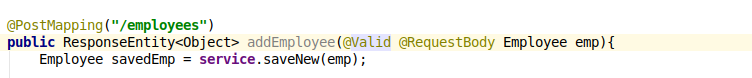 @PostMapping("/employees")
public ResponseEntity<Object> addEmployee(@Valid @RequestBody Employee emp){
Employee savedEmp = service.saveNew(emp);